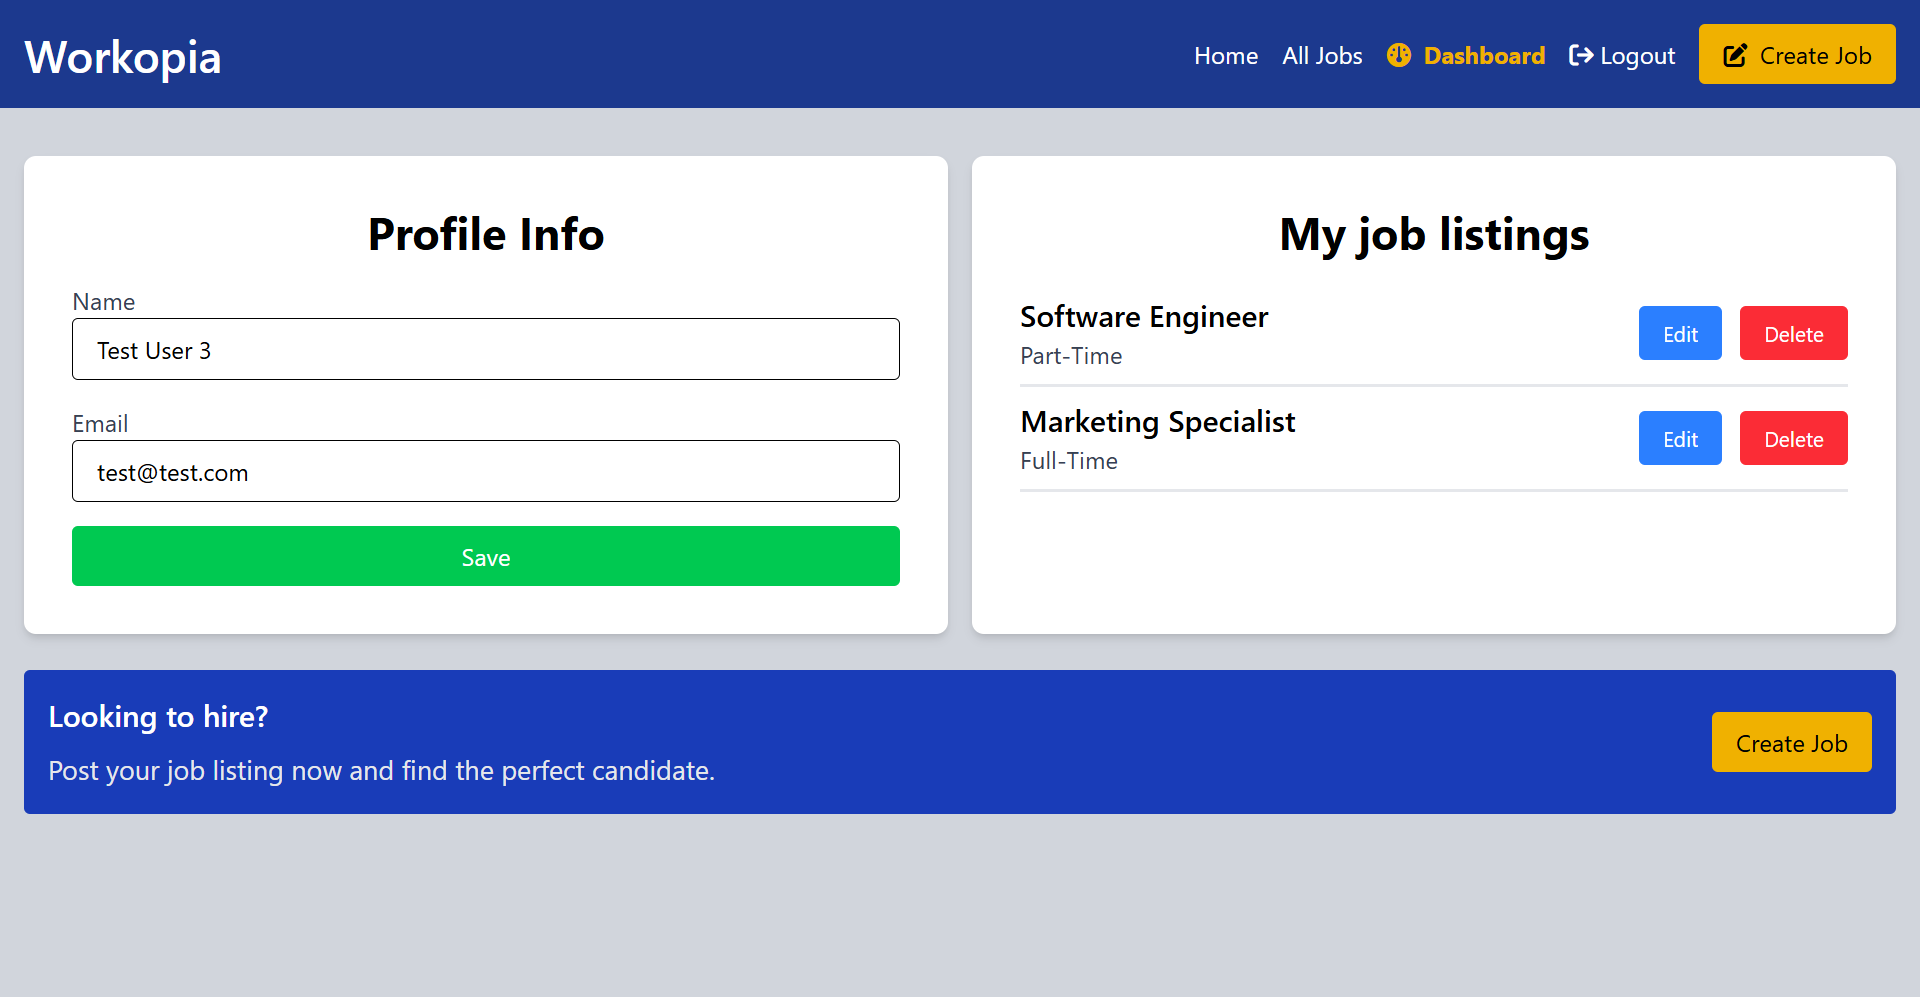 Workopia
Home All Jobs Dashboard Logout Create Job
Profile Info
Name
Test User 3
Email
test@test.com
Save
My job listings
Software Engineer
Part-Time
Edit Delete
Marketing Specialist
Full-Time
Edit Delete
Looking to hire?
Post your job listing now and find the perfect candidate.
Create Job